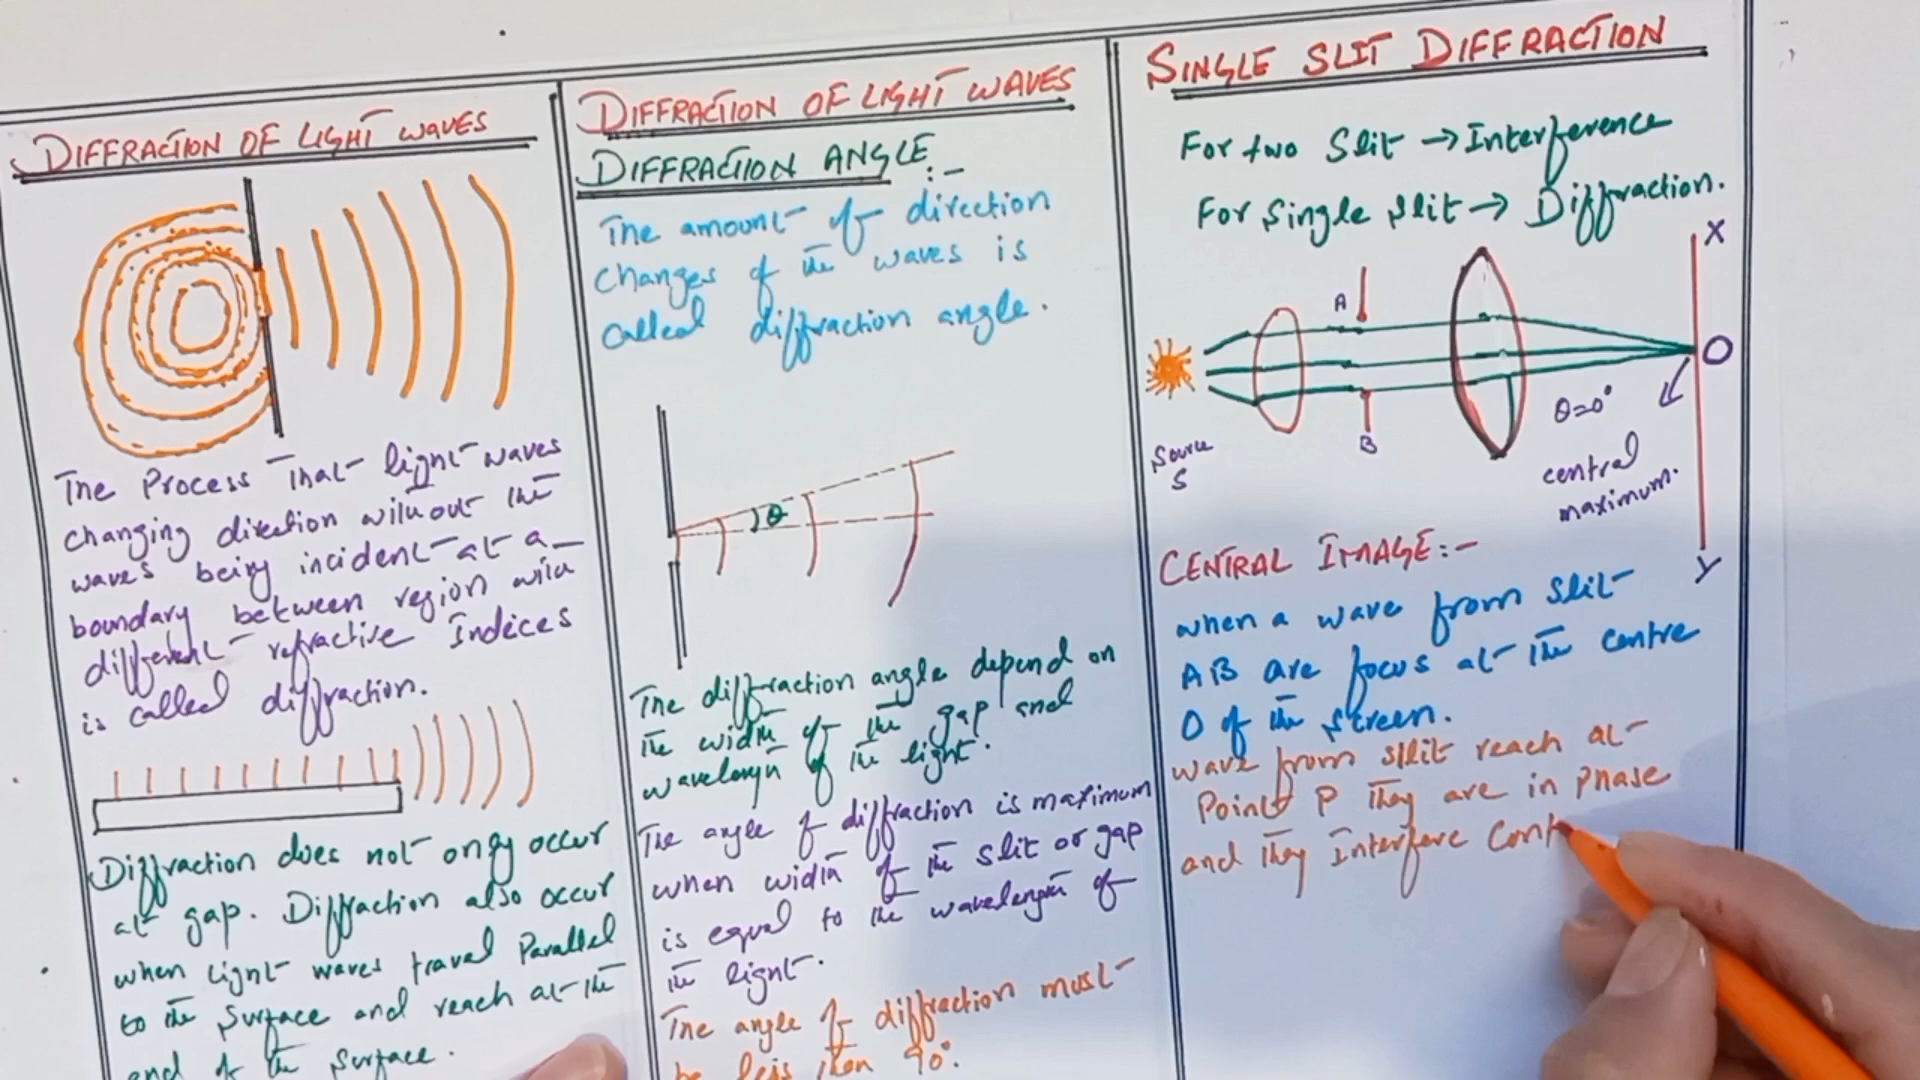 DIFFRACTION OF LIGHT WAVES
The Process That light waves
changing direction without the
waves being incident at a
boundary between region with
different refractive Indices
is called diffraction.
Diffraction does not only occur
at gap. Diffraction also occur
when light waves travel Parallel
to the Surface and reach at the
end of the Surface.
DIFFRACTION OF LIGHT WAVES
DIFFRACTION ANGLE:-
The amount of direction
changes of the waves is
called diffraction angle.
θ
The diffraction angle depend on
the width of the gap and
wavelength of the light.
The angle of diffraction is maximum
when width of the slit or gap
is equal to the wavelength of
the light.
The angle of diffraction must
be less then 90°.
SINGLE SLIT DIFFRACTION
For two Slit → Interference
For Single Slit → Diffraction.
X
A
O
θ=0°
B
Source
S
central
maximum.
Y
CENTRAL IMAGE:-
when a wave from slit
AB are focus at the centre
O of the screen.
wave from slit reach at
Point P They are in phase
and they Interfere Cont